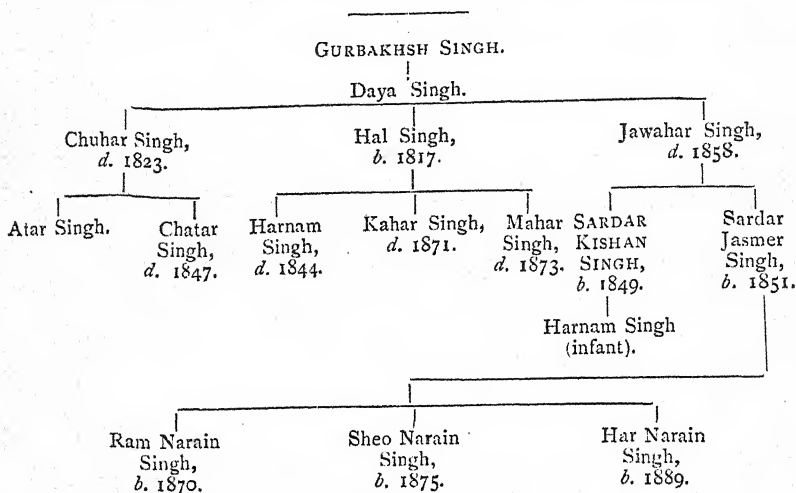 GURBAKHSH SINGH.
Daya Singh.
Chuhar Singh,
d. 1823.
Hal Singh,
b. 1817.
Jawahar Singh,
d. 1858.
Atar Singh.
Chatar
Singh,
d. 1847.
Harnam
Singh,
d. 1844.
Kahar Singh,
d. 1871.
Mahar
Singh,
d. 1873.
SARDAR
KISHAN
SINGH,
b. 1849.
Sardar
Jasmer
Singh,
b. 1851.
Harnam Singh
(infant).
Ram Narain
Singh,
b. 1870.
Sheo Narain
Singh,
b. 1875.
Har Narain
Singh,
b. 1889.